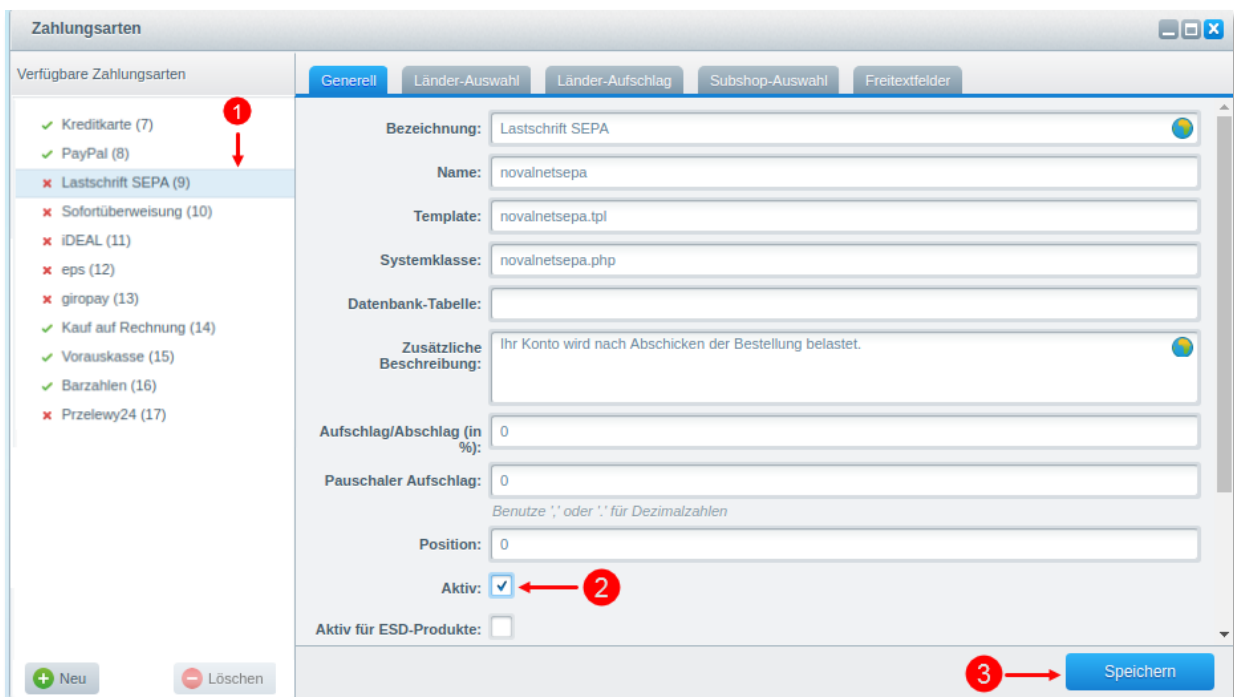 Zahlungsarten
Verfügbare Zahlungsarten
Kreditkarte (7)
PayPal (8)
Lastschrift SEPA (9)
Sofortüberweisung (10)
iDEAL (11)
eps (12)
giropay (13)
Kauf auf Rechnung (14)
Vorauskasse (15)
Barzahlen (16)
Przelewy24 (17)
1
Neu
Löschen
Generell Länder-Auswahl Länder-Aufschlag Subshop-Auswahl Freitextfelder
Bezeichnung: Lastschrift SEPA
Name: novalnetsepa
Template: novalnetsepa.tpl
Systemklasse: novalnetsepa.php
Datenbank-Tabelle:
Zusätzliche
Beschreibung:
Ihr Konto wird nach Abschicken der Bestellung belastet.
Aufschlag/Abschlag (in
%):
0
Pauschaler Aufschlag: 0
Benutze ',' oder '.' für Dezimalzahlen
Position: 0
Aktiv:
2
Aktiv für ESD-Produkte:
3
Speichern